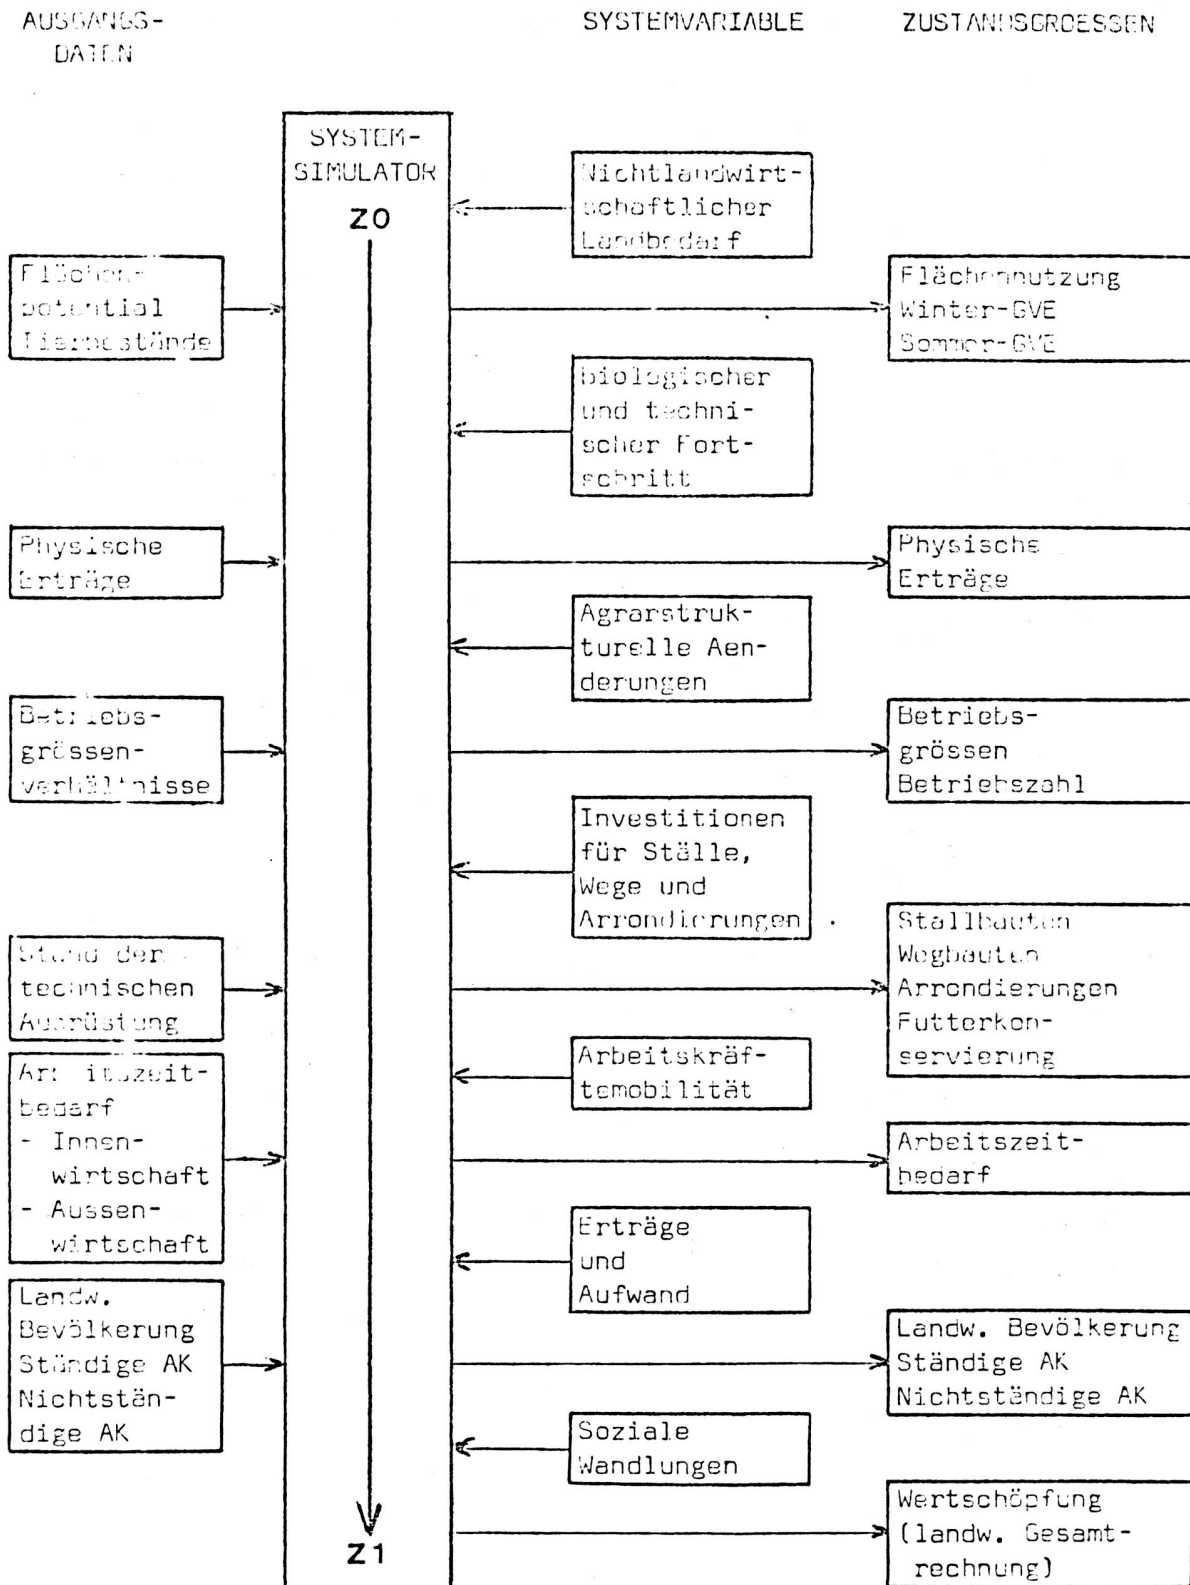 AUSGANGS-
DATEN
SYSTEMVARIABLE
ZUSTANDSGROESSEN
SYSTEM-
SIMULATOR
Z0
Z1
Flächen-
potential
Tierbestände
Physische
Erträge
Betriebs-
grössen-
verhältnisse
Stand der
technischen
Ausrüstung
Arbeitszeit-
bedarf
- Innen-
wirtschaft
- Aussen-
wirtschaft
Landw.
Bevölkerung
Ständige AK
Nichtstän-
dige AK
Nichtlandwirt-
schaftlicher
Landbedarf
biologischer
und techni-
scher Fort-
schritt
Agrarstruk-
turelle Aen-
derungen
Investitionen
für Ställe,
Wege und
Arrondierungen
Arbeitskräf-
temobilität
Erträge
und
Aufwand
Soziale
Wandlungen
Flächennutzung
Winter-GVE
Sommer-GVE
Physische
Erträge
Betriebs-
grössen
Betriebszahl
Stallbauten
Wegbauten
Arrondierungen
Futterkon-
servierung
Arbeitszeit-
bedarf
Landw. Bevölkerung
Ständige AK
Nichtständige AK
Wertschöpfung
(landw. Gesamt-
rechnung)